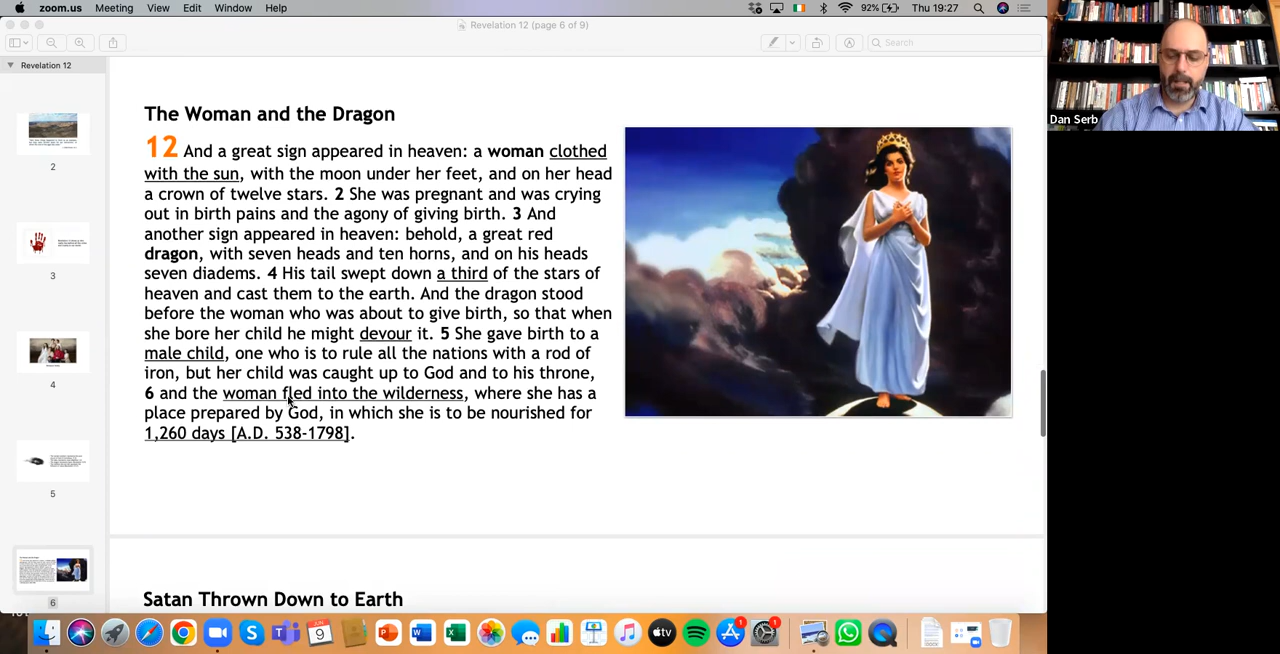 zoom.us Meeting View Edit Window Help 92% Thu 19:27
Revelation 12 (page 6 of 9)
Search
Revelation 12
2
3
4
5
6
The Woman and the Dragon
12 And a great sign appeared in heaven: a woman clothed
with the sun, with the moon under her feet, and on her head
a crown of twelve stars. 2 She was pregnant and was crying
out in birth pains and the agony of giving birth. 3 And
another sign appeared in heaven: behold, a great red
dragon, with seven heads and ten horns, and on his heads
seven diadems. 4 His tail swept down a third of the stars of
heaven and cast them to the earth. And the dragon stood
before the woman who was about to give birth, so that when
she bore her child he might devour it. 5 She gave birth to a
male child, one who is to rule all the nations with a rod of
iron, but her child was caught up to God and to his throne,
6 and the woman fled into the wilderness, where she has a
place prepared by God, in which she is to be nourished for
1,260 days [A.D. 538-1798].
Satan Thrown Down to Earth
Dan Serb
JUN
9
tv
1
1